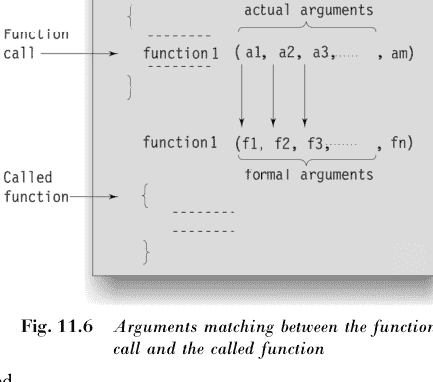 {
actual arguments
Function
call function1 ( a1, a2, a3,...... , am)
}
function1 (f1, f2, f3,....... , fn)
formal arguments
Called
function {
}
Fig. 11.6 Arguments matching between the function
call and the called function